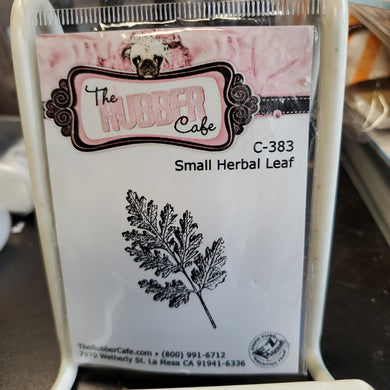 The
RUBBER
Cafe
C-383
Small Herbal Leaf
TheRubberCafe.com • (800) 991-6712
7979 Wetherly St. La Mesa CA 91941-6336